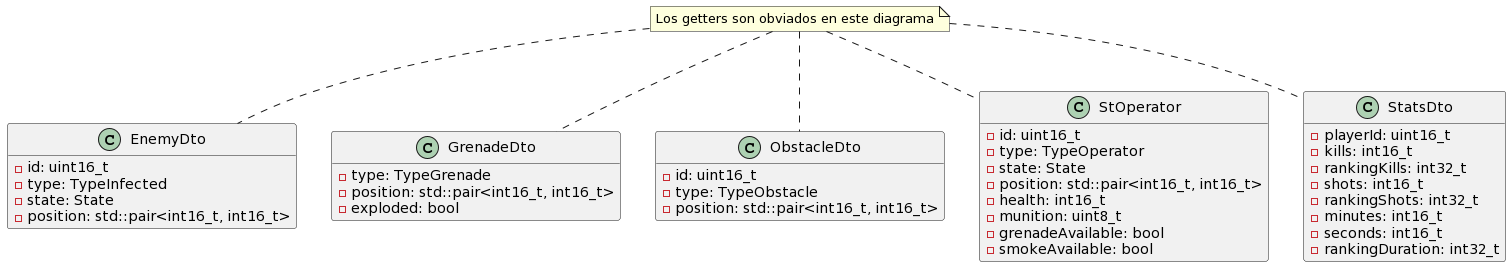 Los getters son obviados en este diagrama
C EnemyDto
id: uint16_t
type: TypeInfected
state: State
position: std::pair<int16_t, int16_t>
C GrenadeDto
type: TypeGrenade
position: std::pair<int16_t, int16_t>
exploded: bool
C ObstacleDto
id: uint16_t
type: TypeObstacle
position: std::pair<int16_t, int16_t>
C StOperator
id: uint16_t
type: TypeOperator
state: State
position: std::pair<int16_t, int16_t>
health: int16_t
munition: uint8_t
grenadeAvailable: bool
smokeAvailable: bool
C StatsDto
playerId: uint16_t
kills: int16_t
rankingKills: int32_t
shots: int16_t
rankingShots: int32_t
minutes: int16_t
seconds: int16_t
rankingDuration: int32_t